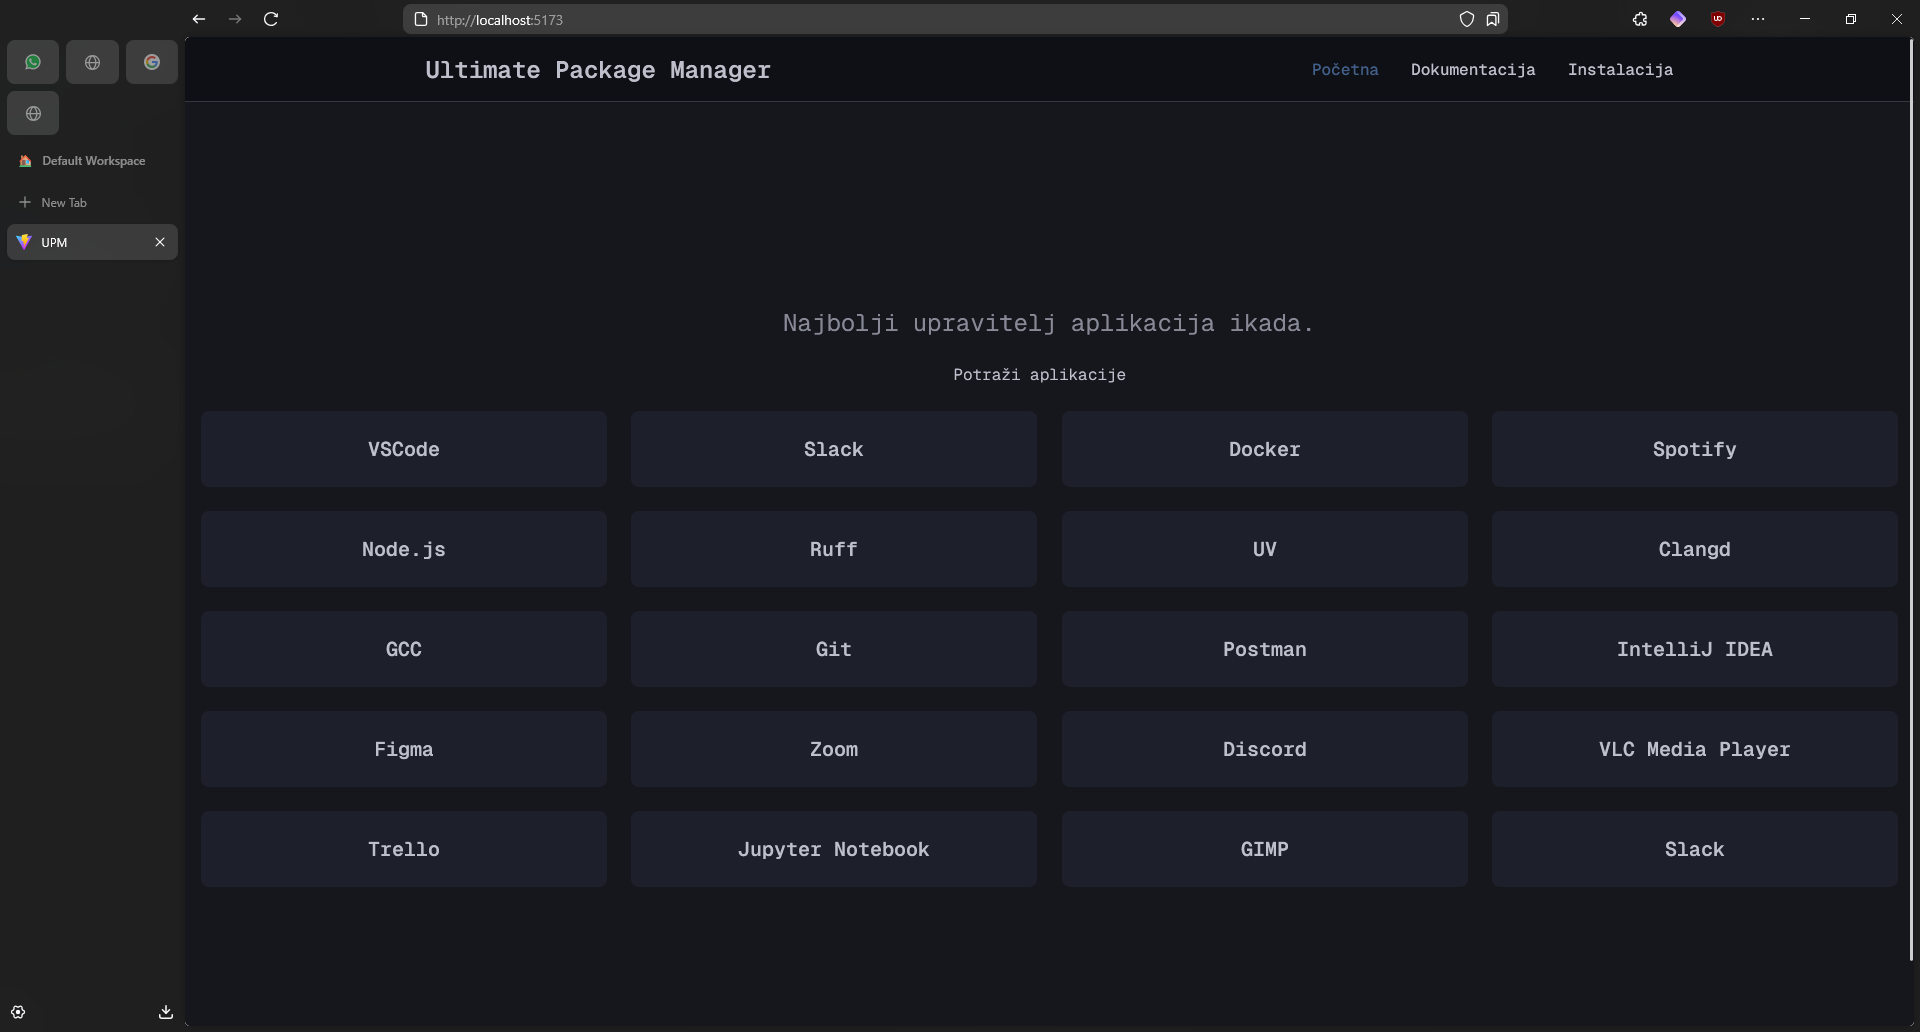 http://localhost:5173
Default Workspace
New Tab
UPM
Ultimate Package Manager
Početna Dokumentacija Instalacija
Najbolji upravitelj aplikacija ikada.
Potraži aplikacije
VSCode Slack Docker Spotify
Node.js Ruff UV Clangd
GCC Git Postman IntelliJ IDEA
Figma Zoom Discord VLC Media Player
Trello Jupyter Notebook GIMP Slack